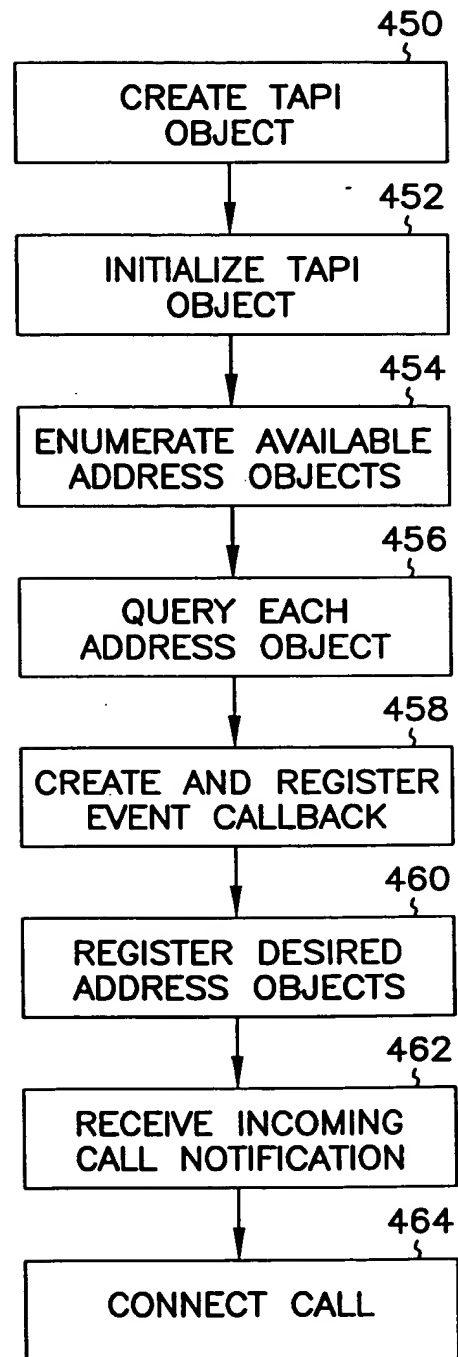 450
CREATE TAPI
OBJECT
452
INITIALIZE TAPI
OBJECT
454
ENUMERATE AVAILABLE
ADDRESS OBJECTS
456
QUERY EACH
ADDRESS OBJECT
458
CREATE AND REGISTER
EVENT CALLBACK
460
REGISTER DESIRED
ADDRESS OBJECTS
462
RECEIVE INCOMING
CALL NOTIFICATION
464
CONNECT CALL